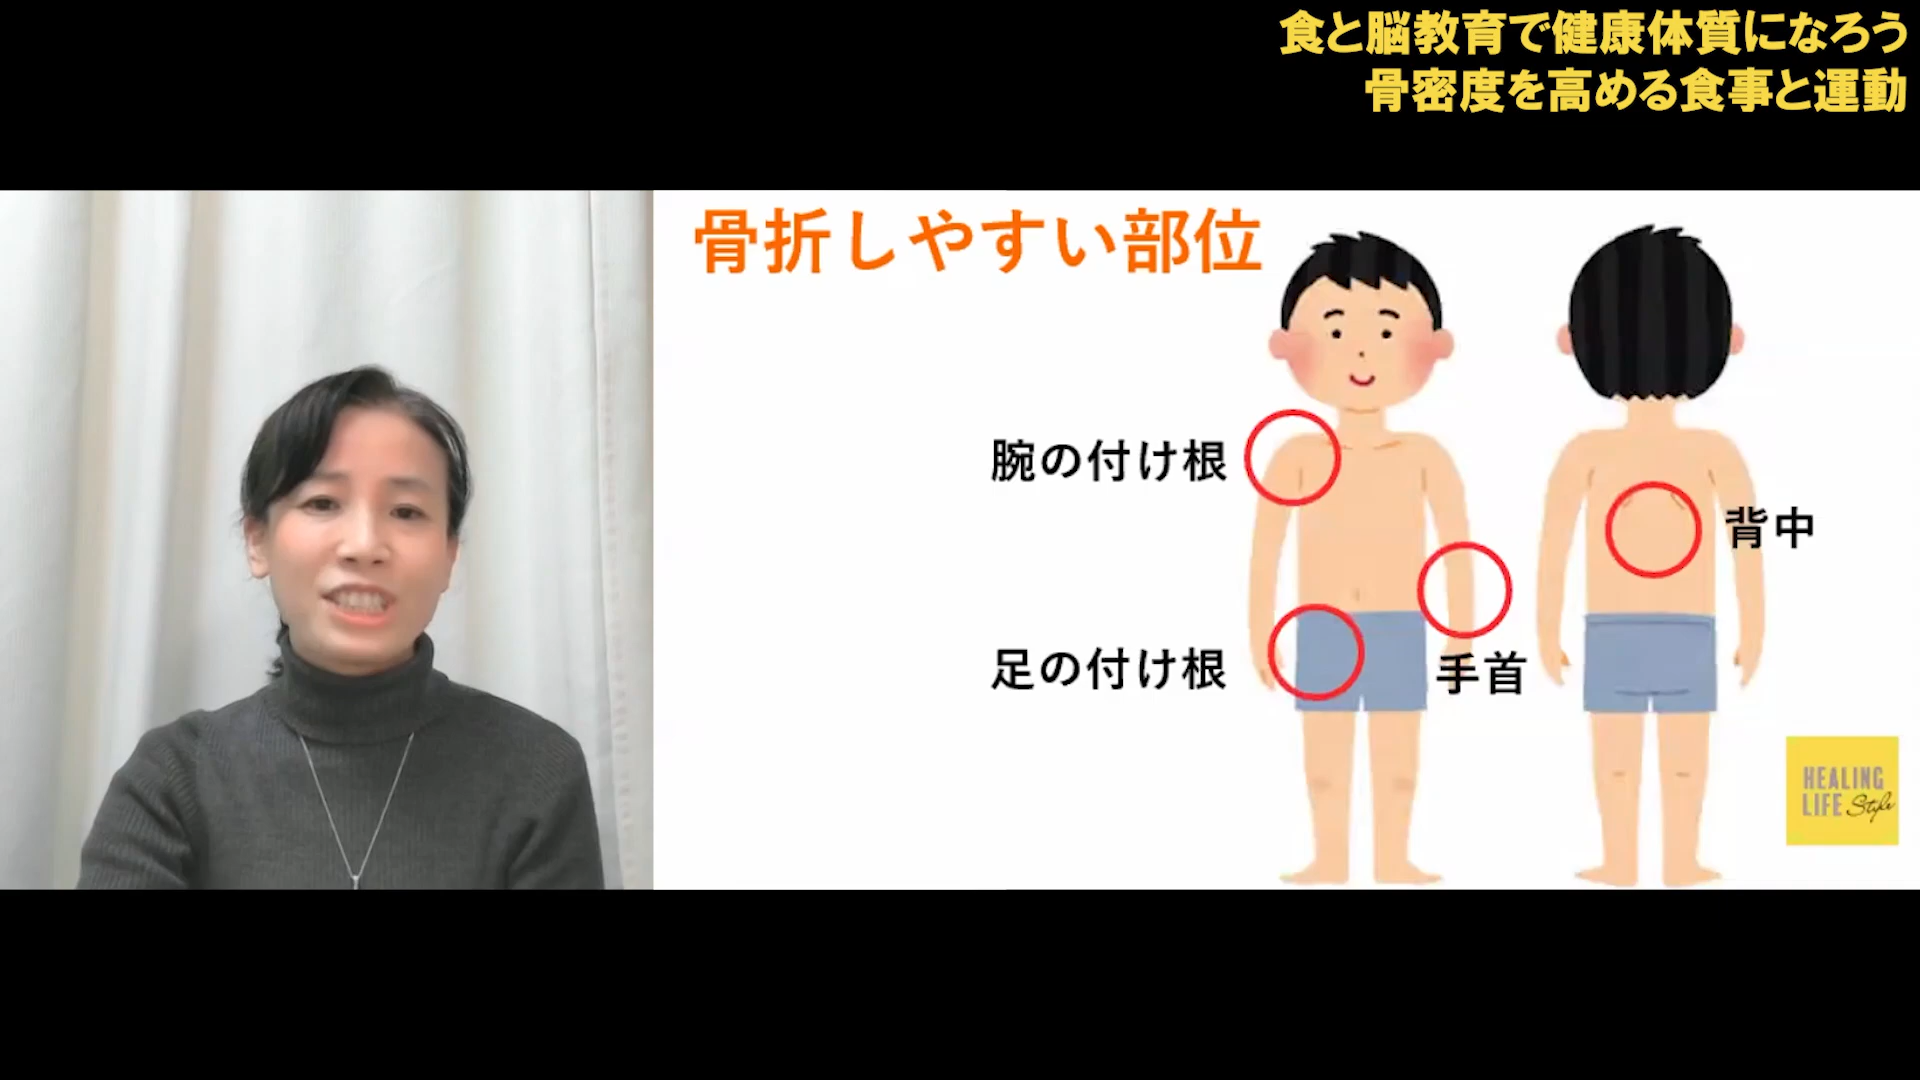 食と脳教育で健康体質になろう
骨密度を高める食事と運動
骨折しやすい部位
腕の付け根
背中
足の付け根
手首
HEALING
LIFE Style